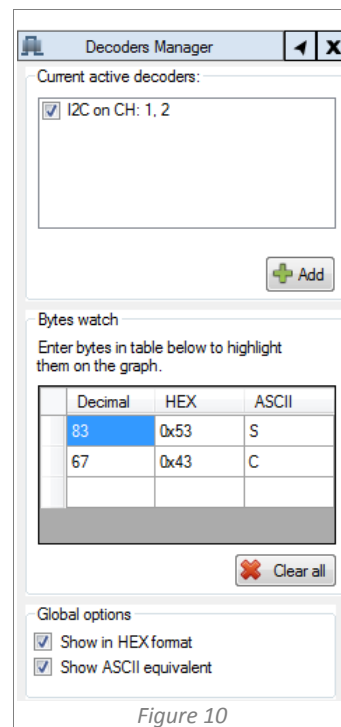 Decoders Manager
X
Current active decoders:
I2C on CH: 1, 2
Add
Bytes watch
Enter bytes in table below to highlight
them on the graph.
Decimal HEX ASCII
83 0x53 S
67 0x43 C
Clear all
Global options
Show in HEX format
Show ASCII equivalent
Figure 10